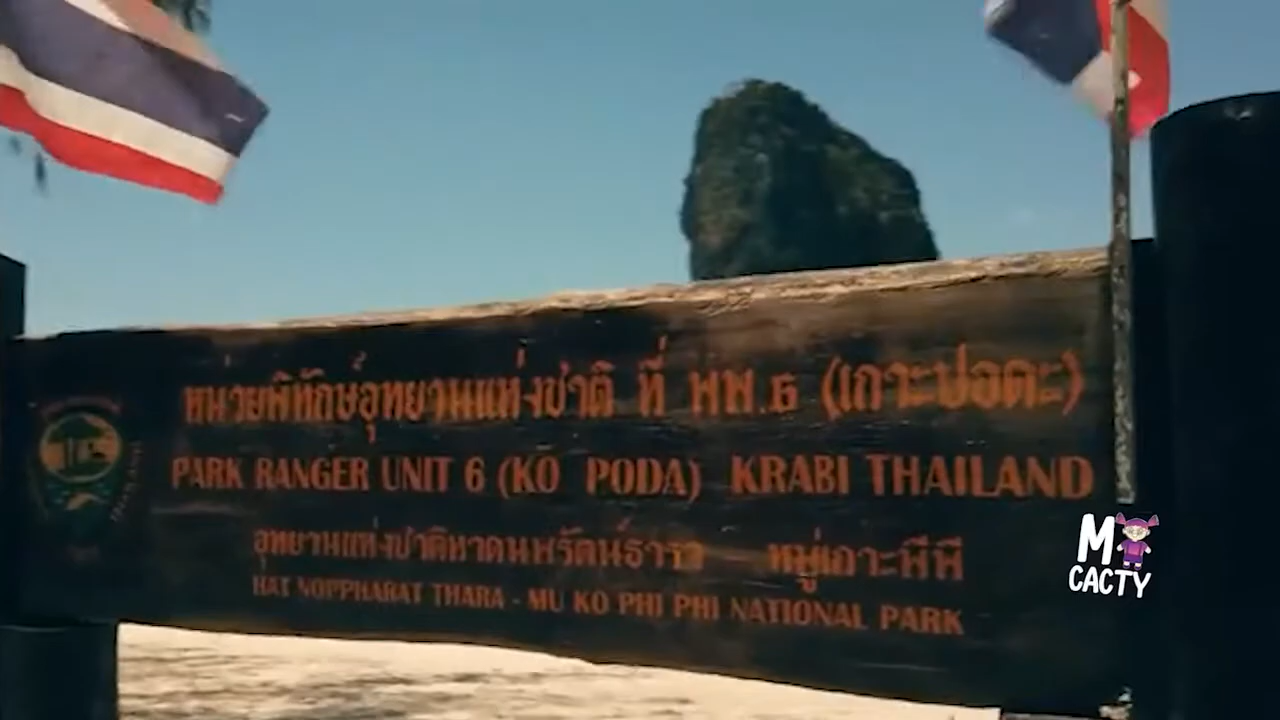 หน่วยพิทักษ์อุทยานแห่งชาติ ที่ พพ.๖ (เกาะปอดะ)
PARK RANGER UNIT 6 (KO PODA) KRABI THAILAND
อุทยานแห่งชาติหาดนพรัตน์ธารา หมู่เกาะพีพี
HAT NOPPHARAT THARA - MU KO PHI PHI NATIONAL PARK
MI
CACTY